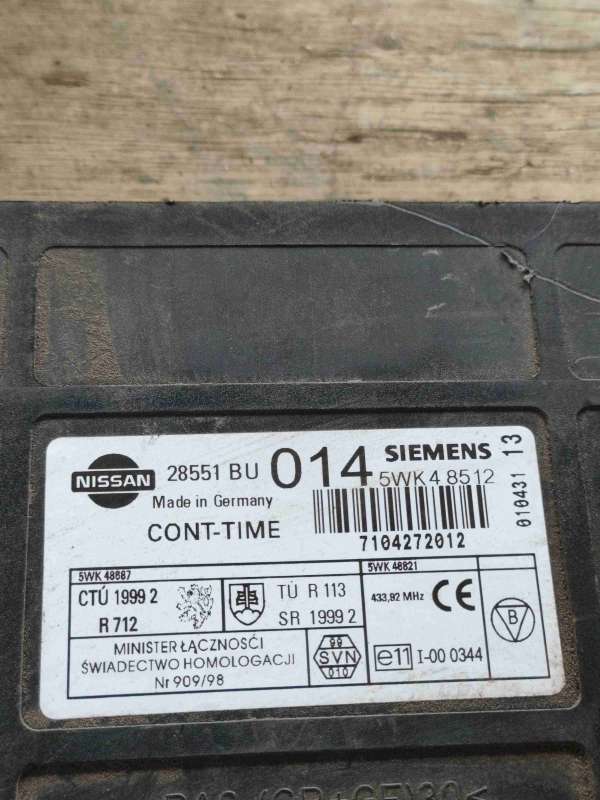 NISSAN 28551 BU 014 SIEMENS
5WK4 8512
Made in Germany
CONT-TIME
7104272012
010431 13
5WK 48687
CTÚ 1999 2
R 712
TÚ R 113
SR 1999 2
5WK 48821
433,92 MHz CE
B
MINISTER ŁĄCZNOŚCI
ŚWIADECTWO HOMOLOGACJI
Nr 909/98
99
SVN
010
e11 I-00 0344